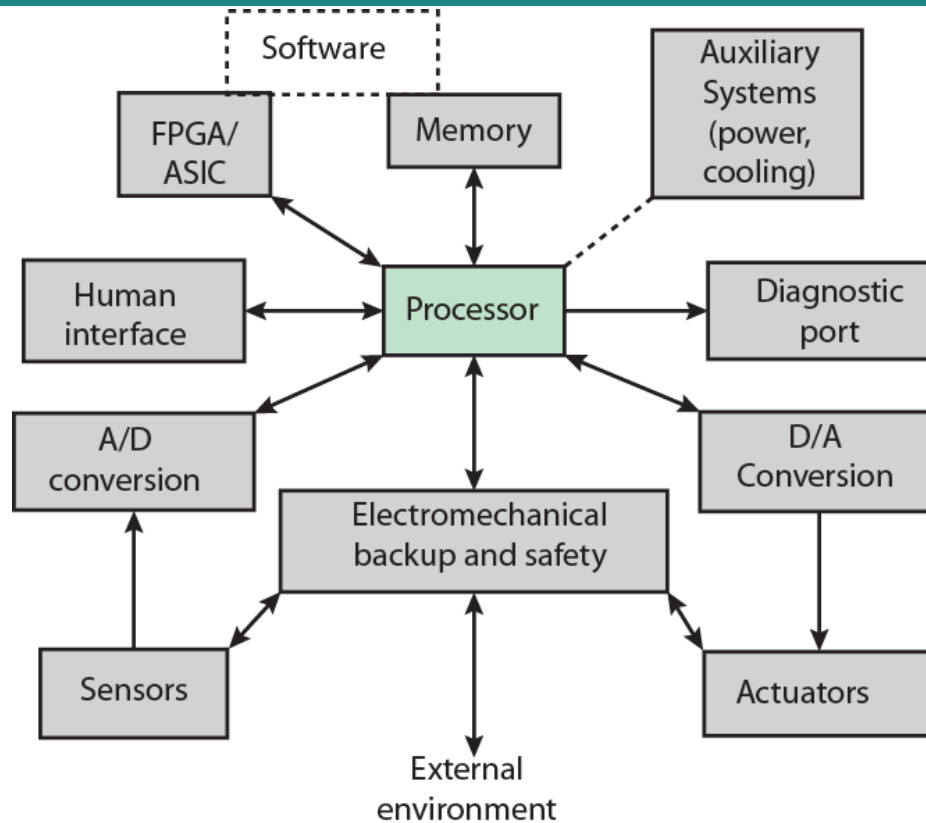 Software
Auxiliary
Systems
(power,
cooling)
FPGA/
ASIC
Memory
Human
interface
Processor
Diagnostic
port
A/D
conversion
D/A
Conversion
Electromechanical
backup and safety
Sensors
Actuators
External
environment